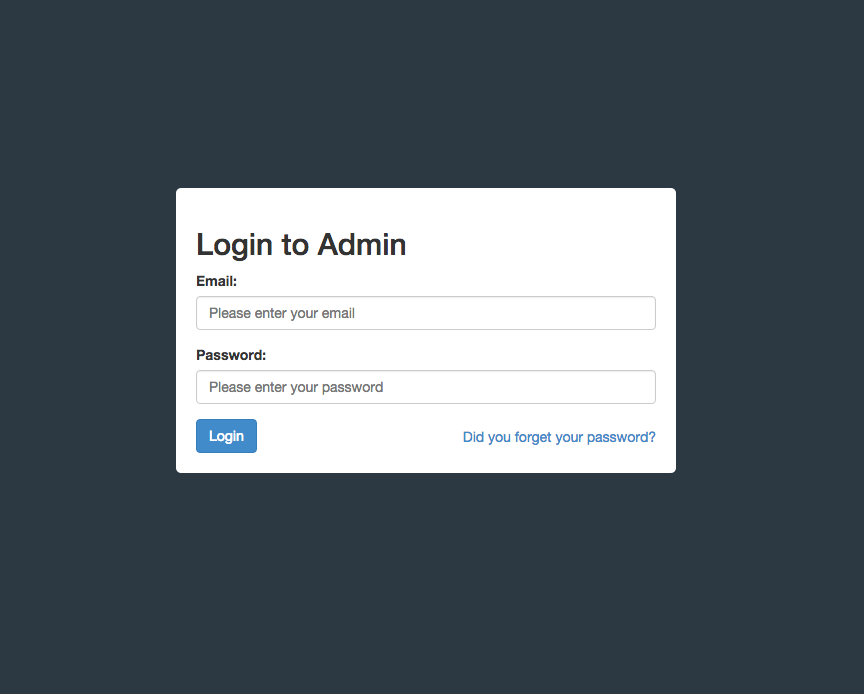 Login to Admin
Email:
Please enter your email
Password:
Please enter your password
Login
Did you forget your password?